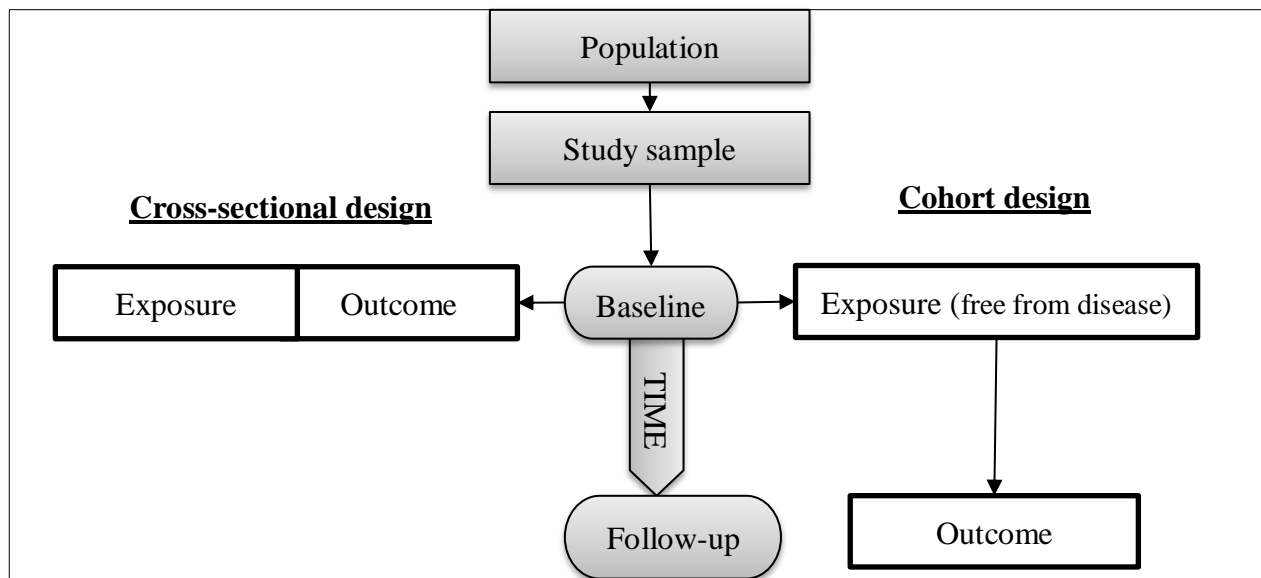 Population
Study sample
Cross-sectional design
Cohort design
Exposure
Outcome
Baseline
Exposure (free from disease)
TIME
Follow-up
Outcome